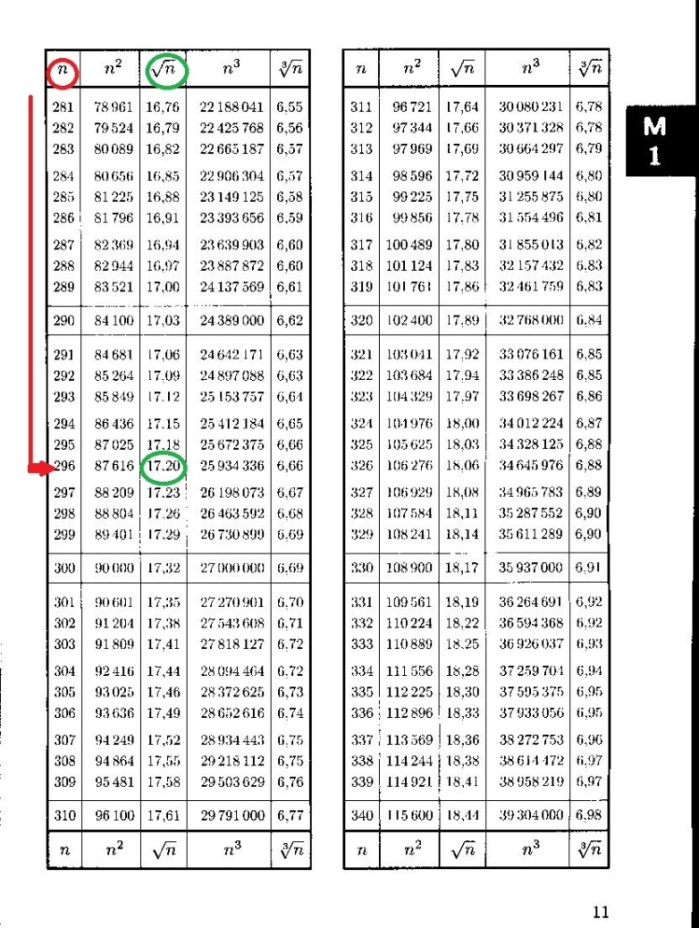 n n² √n n³ ∛n
281 78 961 16,76 22 188 041 6,55
282 79 524 16,79 22 425 768 6,56
283 80 089 16,82 22 665 187 6,57
284 80 656 16,85 22 906 304 6,57
285 81 225 16,88 23 149 125 6,58
286 81 796 16,91 23 393 656 6,59
287 82 369 16,94 23 639 903 6,60
288 82 944 16,97 23 887 872 6,60
289 83 521 17,00 24 137 569 6,61
290 84 100 17,03 24 389 000 6,62
291 84 681 17,06 24 642 171 6,63
292 85 264 17,09 24 897 088 6,63
293 85 849 17,12 25 153 757 6,64
294 86 436 17,15 25 412 184 6,65
295 87 025 17,18 25 672 375 6,66
296 87 616 17,20 25 934 336 6,66
297 88 209 17,23 26 198 073 6,67
298 88 804 17,26 26 463 592 6,68
299 89 401 17,29 26 730 899 6,69
300 90 000 17,32 27 000 000 6,69
301 90 601 17,35 27 270 901 6,70
302 91 204 17,38 27 543 608 6,71
303 91 809 17,41 27 818 127 6,72
304 92 416 17,44 28 094 464 6,72
305 93 025 17,46 28 372 625 6,73
306 93 636 17,49 28 652 616 6,74
307 94 249 17,52 28 934 443 6,75
308 94 864 17,55 29 218 112 6,75
309 95 481 17,58 29 503 629 6,76
310 96 100 17,61 29 791 000 6,77
n n² √n n³ ∛n
n n² √n n³ ∛n
311 96 721 17,64 30 080 231 6,78
312 97 344 17,66 30 371 328 6,78
313 97 969 17,69 30 664 297 6,79
314 98 596 17,72 30 959 144 6,80
315 99 225 17,75 31 255 875 6,80
316 99 856 17,78 31 554 496 6,81
317 100 489 17,80 31 855 013 6,82
318 101 124 17,83 32 157 432 6,83
319 101 761 17,86 32 461 759 6,83
320 102 400 17,89 32 768 000 6,84
321 103 041 17,92 33 076 161 6,85
322 103 684 17,94 33 386 248 6,85
323 104 329 17,97 33 698 267 6,86
324 104 976 18,00 34 012 224 6,87
325 105 625 18,03 34 328 125 6,88
326 106 276 18,06 34 645 976 6,88
327 106 929 18,08 34 965 783 6,89
328 107 584 18,11 35 287 552 6,90
329 108 241 18,14 35 611 289 6,90
330 108 900 18,17 35 937 000 6,91
331 109 561 18,19 36 264 691 6,92
332 110 224 18,22 36 594 368 6,92
333 110 889 18,25 36 926 037 6,93
334 111 556 18,28 37 259 704 6,94
335 112 225 18,30 37 595 375 6,95
336 112 896 18,33 37 933 056 6,95
337 113 569 18,36 38 272 753 6,96
338 114 244 18,38 38 614 472 6,97
339 114 921 18,41 38 958 219 6,97
340 115 600 18,44 39 304 000 6,98
n n² √n n³ ∛n
M
1
11